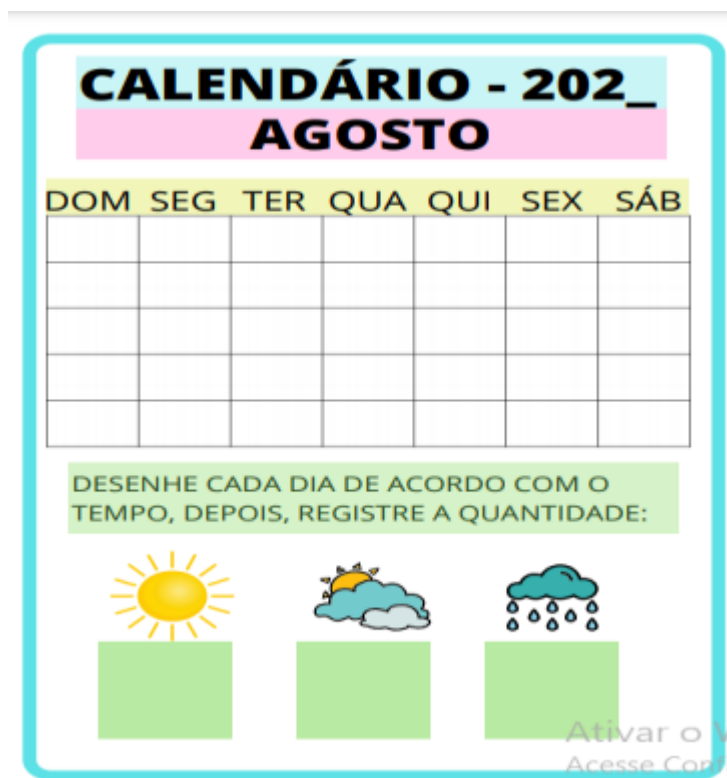 CALENDÁRIO - 202_
AGOSTO
DOM SEG TER QUA QUI SEX SÁB
DESENHE CADA DIA DE ACORDO COM O
TEMPO, DEPOIS, REGISTRE A QUANTIDADE:
Ativar o
Acesse